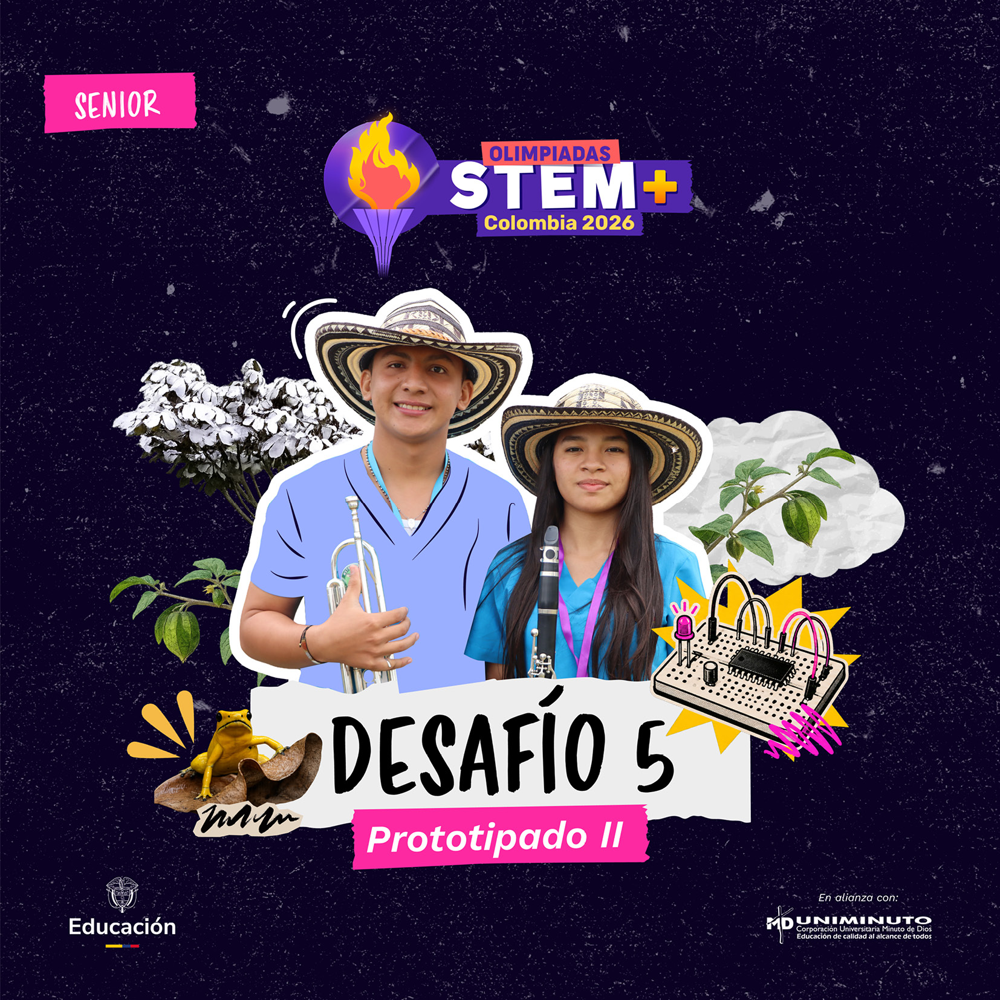 SENIOR
OLIMPIADAS
STEM+
Colombia 2026
DESAFÍO 5
Prototipado II
Educación
En alianza con:
MD UNIMINUTO
Corporación Universitaria Minuto de Dios
Educación de calidad al alcance de todos